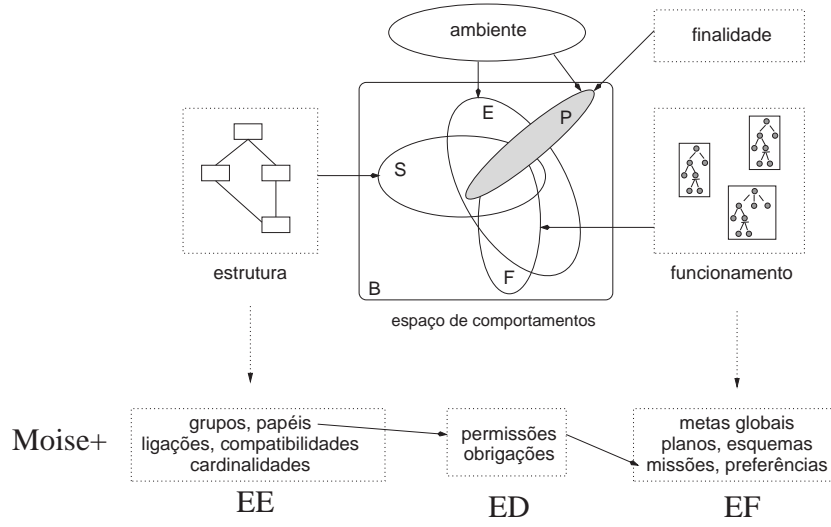 ambiente
finalidade
E
P
S
F
B
estrutura
funcionamento
espaço de comportamentos
Moise+
grupos, papéis
ligações, compatibilidades
cardinalidades
permissões
obrigações
metas globais
planos, esquemas
missões, preferências
EE
ED
EF